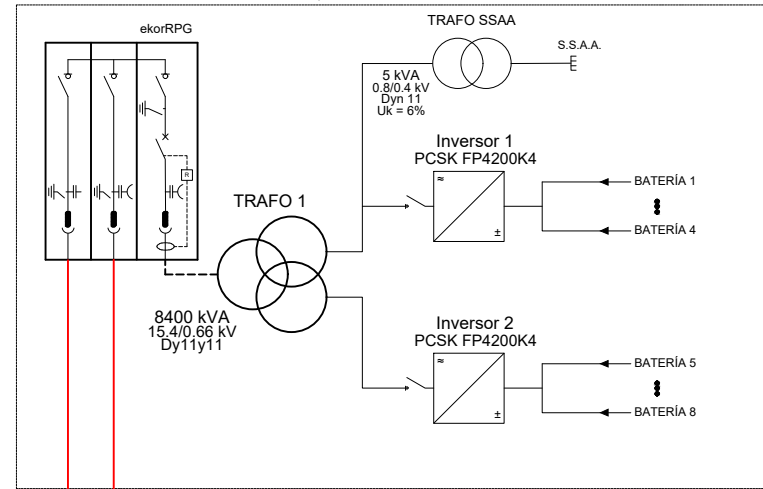 ekorRPG
R
TRAFO 1
8400 kVA
15.4/0.66 kV
Dy11y11
TRAFO SSAA
S.S.A.A.
5 kVA
0.8/0.4 kV
Dyn 11
Uk = 6%
Inversor 1
PCSK FP4200K4
≈
±
BATERÍA 1
BATERÍA 4
Inversor 2
PCSK FP4200K4
≈
±
BATERÍA 5
BATERÍA 8